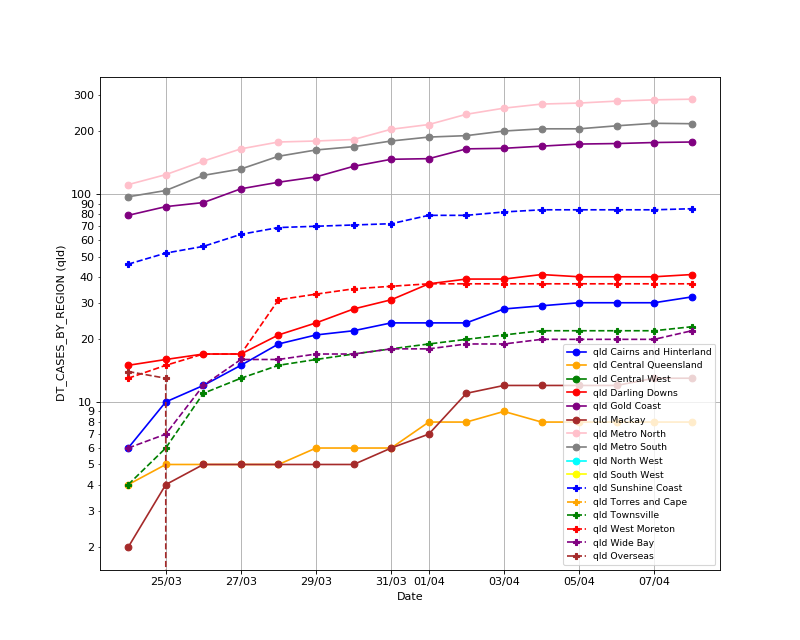 300
200
100
90
80
70
60
50
40
30
20
10
9
8
7
6
5
4
3
2
DT_CASES_BY_REGION (qld)
25/03 27/03 29/03 31/03 01/04 03/04 05/04 07/04
Date
qld Cairns and Hinterland
qld Central Queensland
qld Central West
qld Darling Downs
qld Gold Coast
qld Mackay
qld Metro North
qld Metro South
qld North West
qld South West
qld Sunshine Coast
qld Torres and Cape
qld Townsville
qld West Moreton
qld Wide Bay
qld Overseas